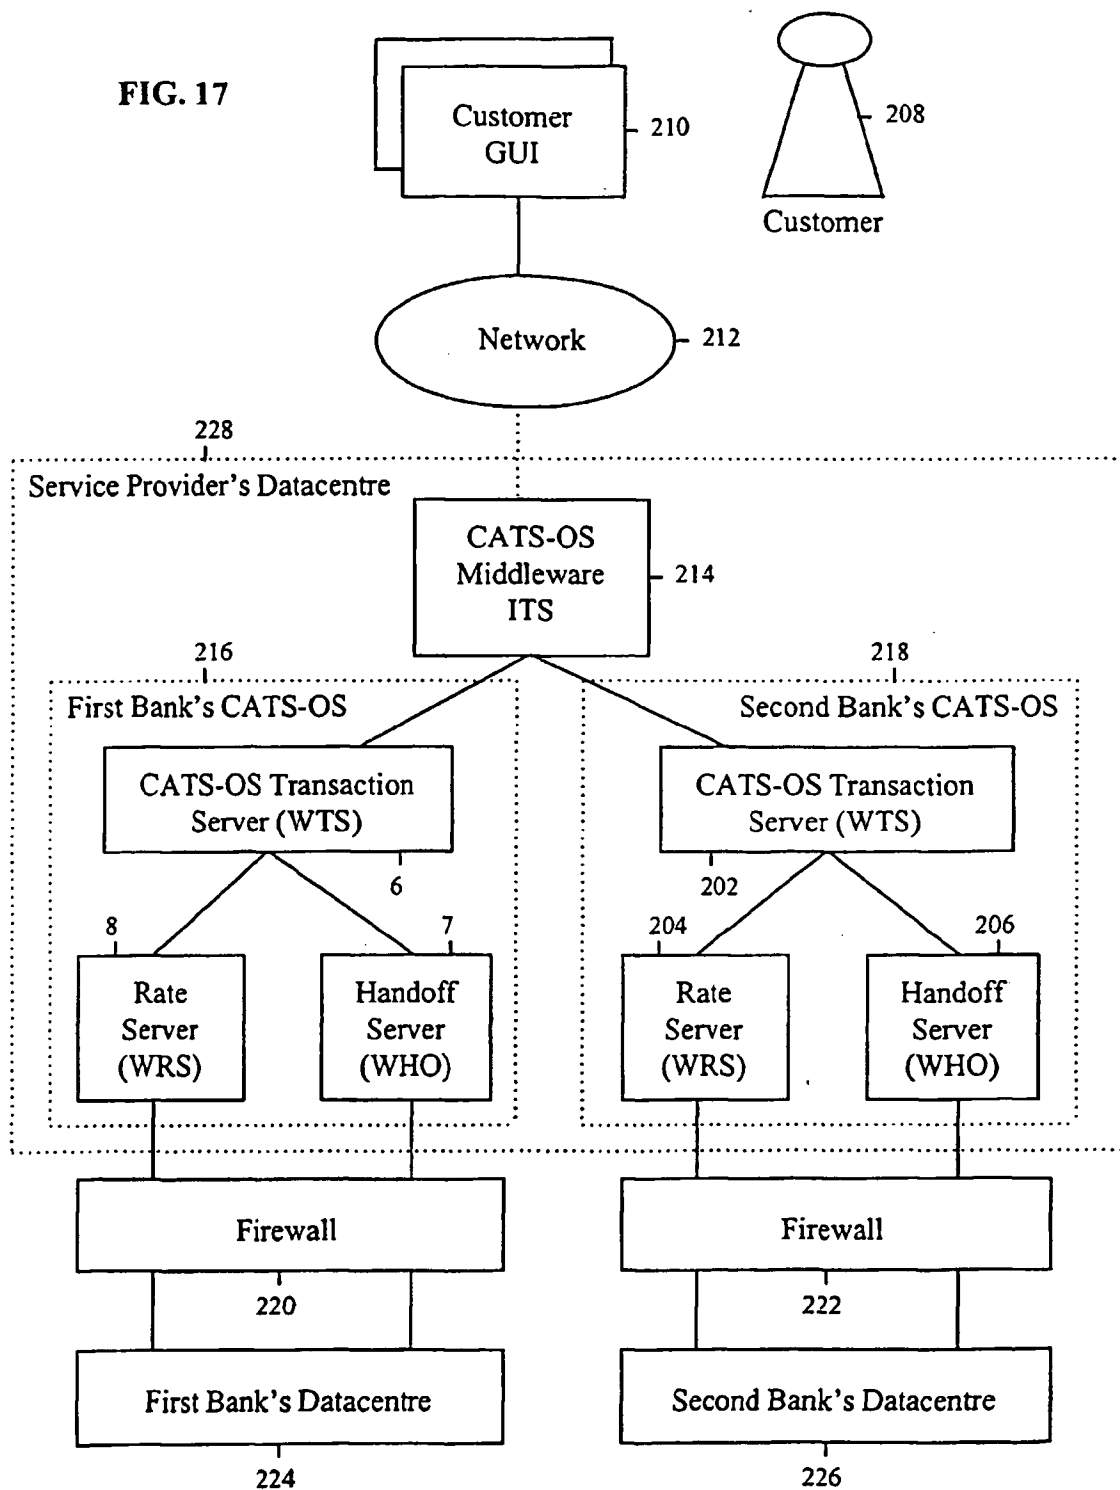 FIG. 17
Customer
GUI
210
208
Customer
Network
212
228
Service Provider's Datacentre
CATS-OS
Middleware
ITS
214
216
218
First Bank's CATS-OS
Second Bank's CATS-OS
CATS-OS Transaction
Server (WTS)
CATS-OS Transaction
Server (WTS)
6
202
8
7
204
206
Rate
Server
(WRS)
Handoff
Server
(WHO)
Rate
Server
(WRS)
Handoff
Server
(WHO)
Firewall
Firewall
220
222
First Bank's Datacentre
Second Bank's Datacentre
224
226